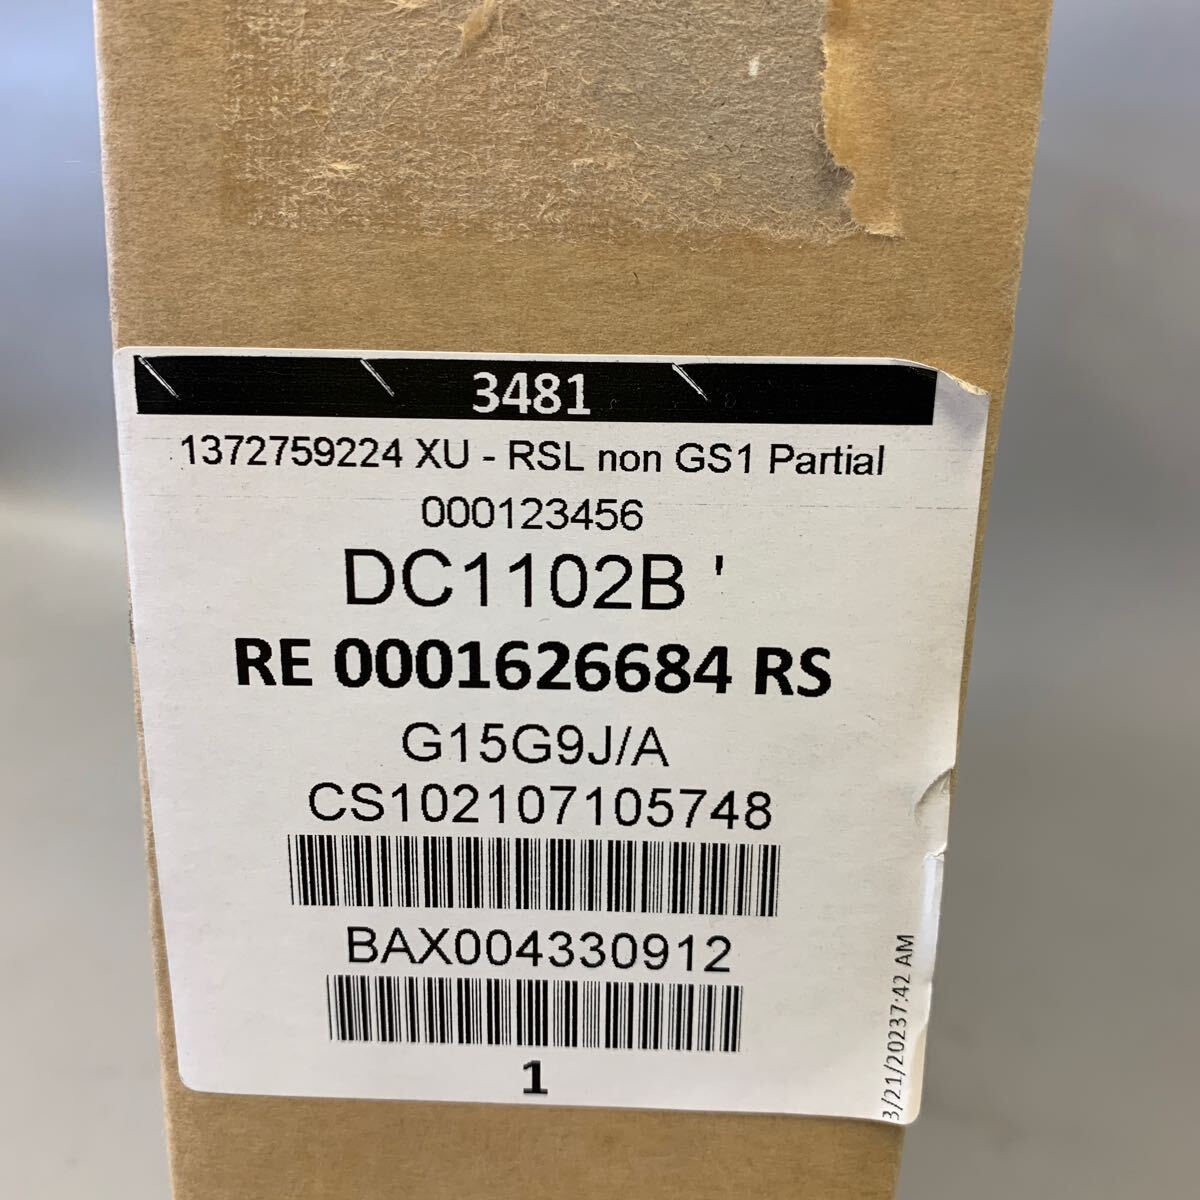 3481
1372759224 XU - RSL non GS1 Partial
000123456
DC1102B '
RE 0001626684 RS
G15G9J/A
CS102107105748
BAX004330912
1
3/21/20237:42 AM